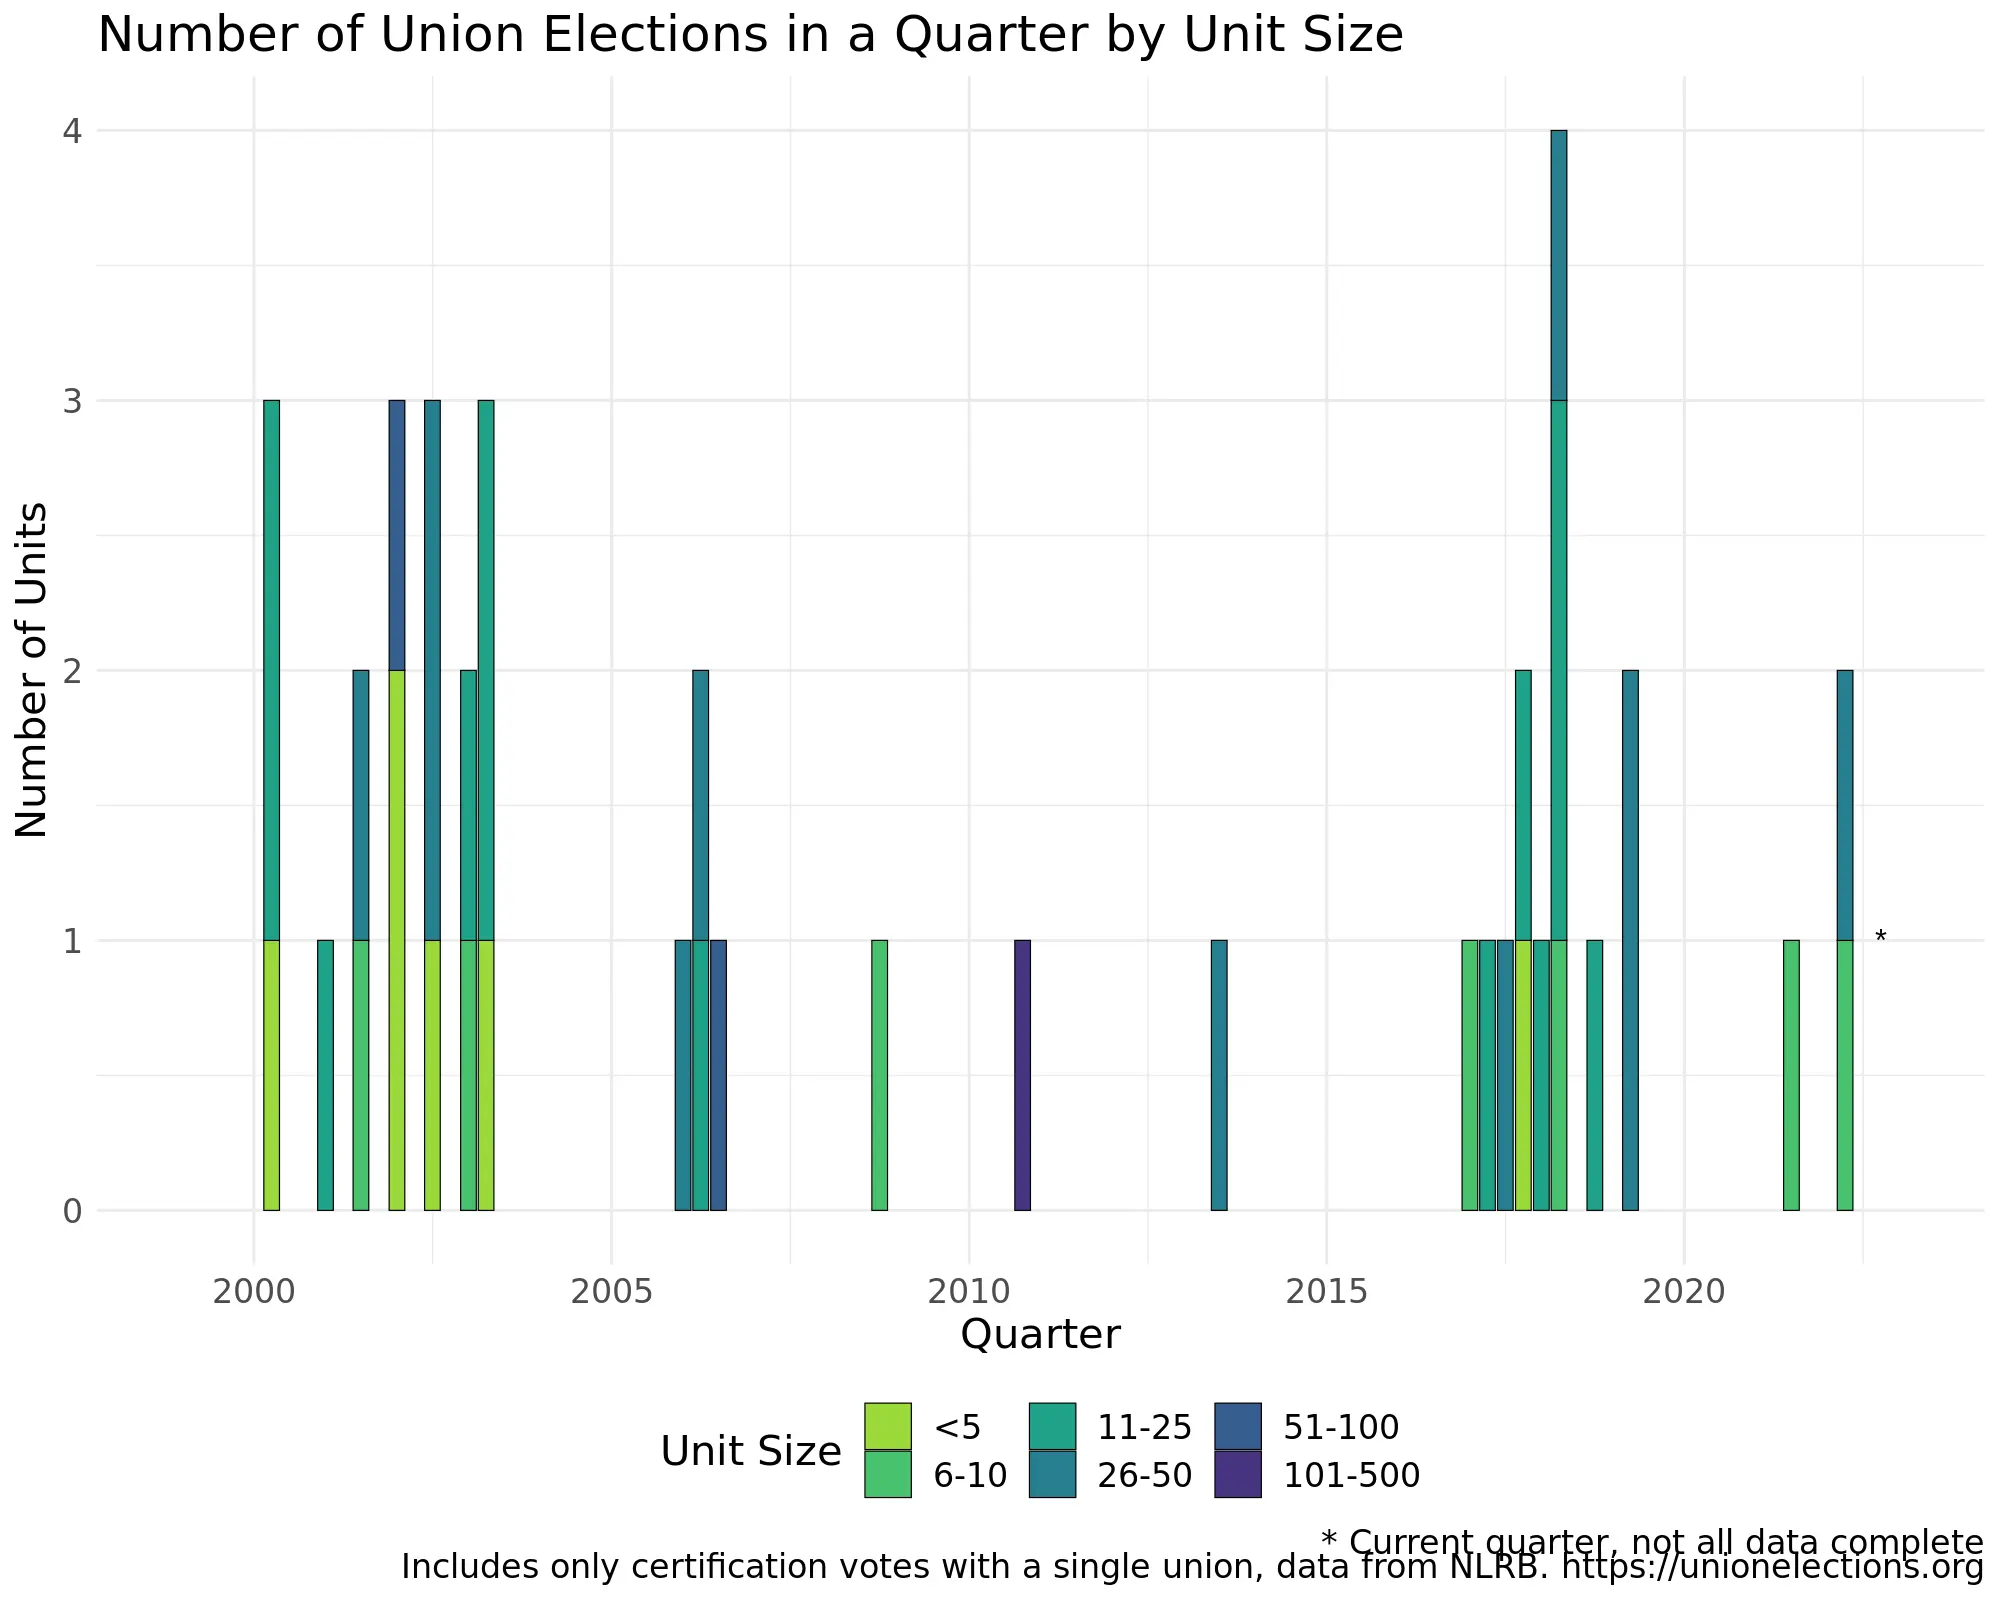 Number of Union Elections in a Quarter by Unit Size
Number of Units
4
3
2
1
0
*
2000 2005 2010 2015 2020
Quarter
Unit Size
<5 11-25 51-100
6-10 26-50 101-500
* Current quarter, not all data complete
Includes only certification votes with a single union, data from NLRB. https://unionelections.org